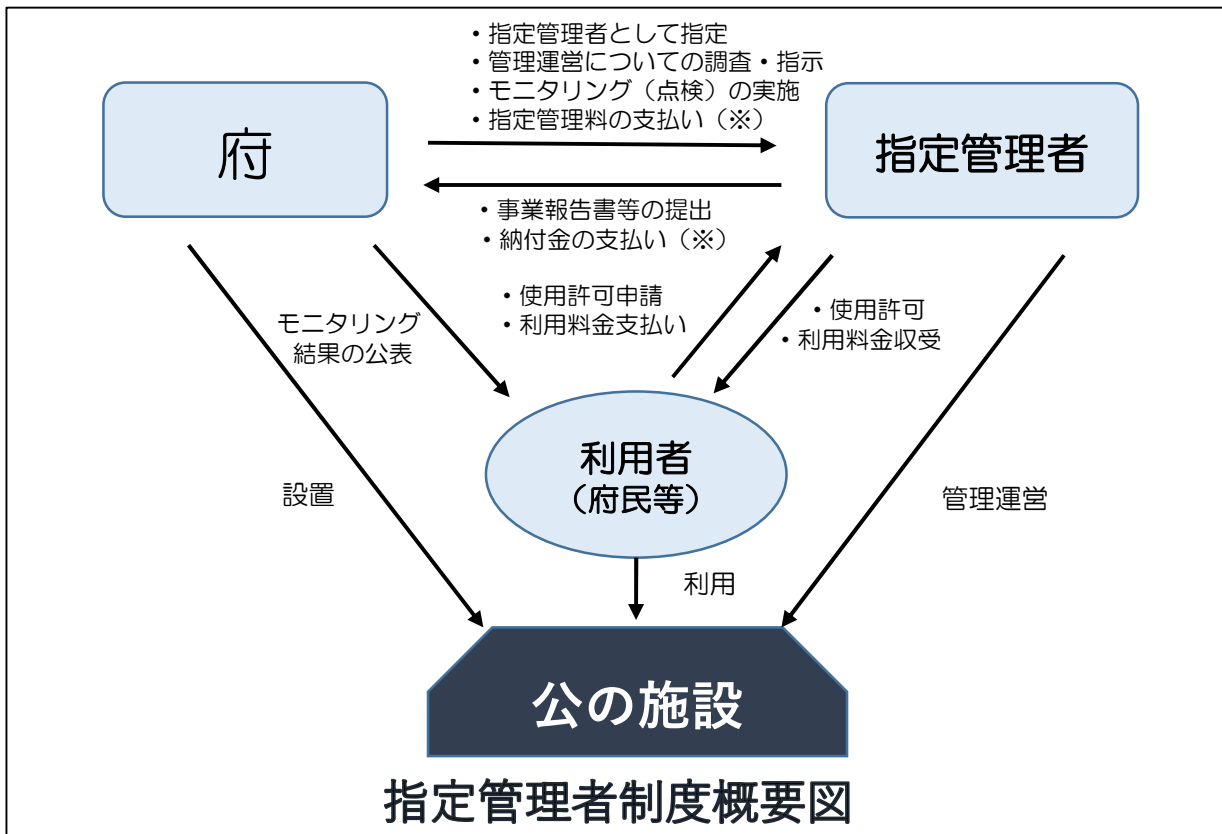 ・指定管理者として指定
・管理運営についての調査・指示
・モニタリング（点検）の実施
・指定管理料の支払い（※）
府
指定管理者
・事業報告書等の提出
・納付金の支払い（※）
・使用許可申請
・利用料金支払い
・使用許可
・利用料金収受
モニタリング
結果の公表
利用者
（府民等）
設置
管理運営
利用
公の施設
指定管理者制度概要図